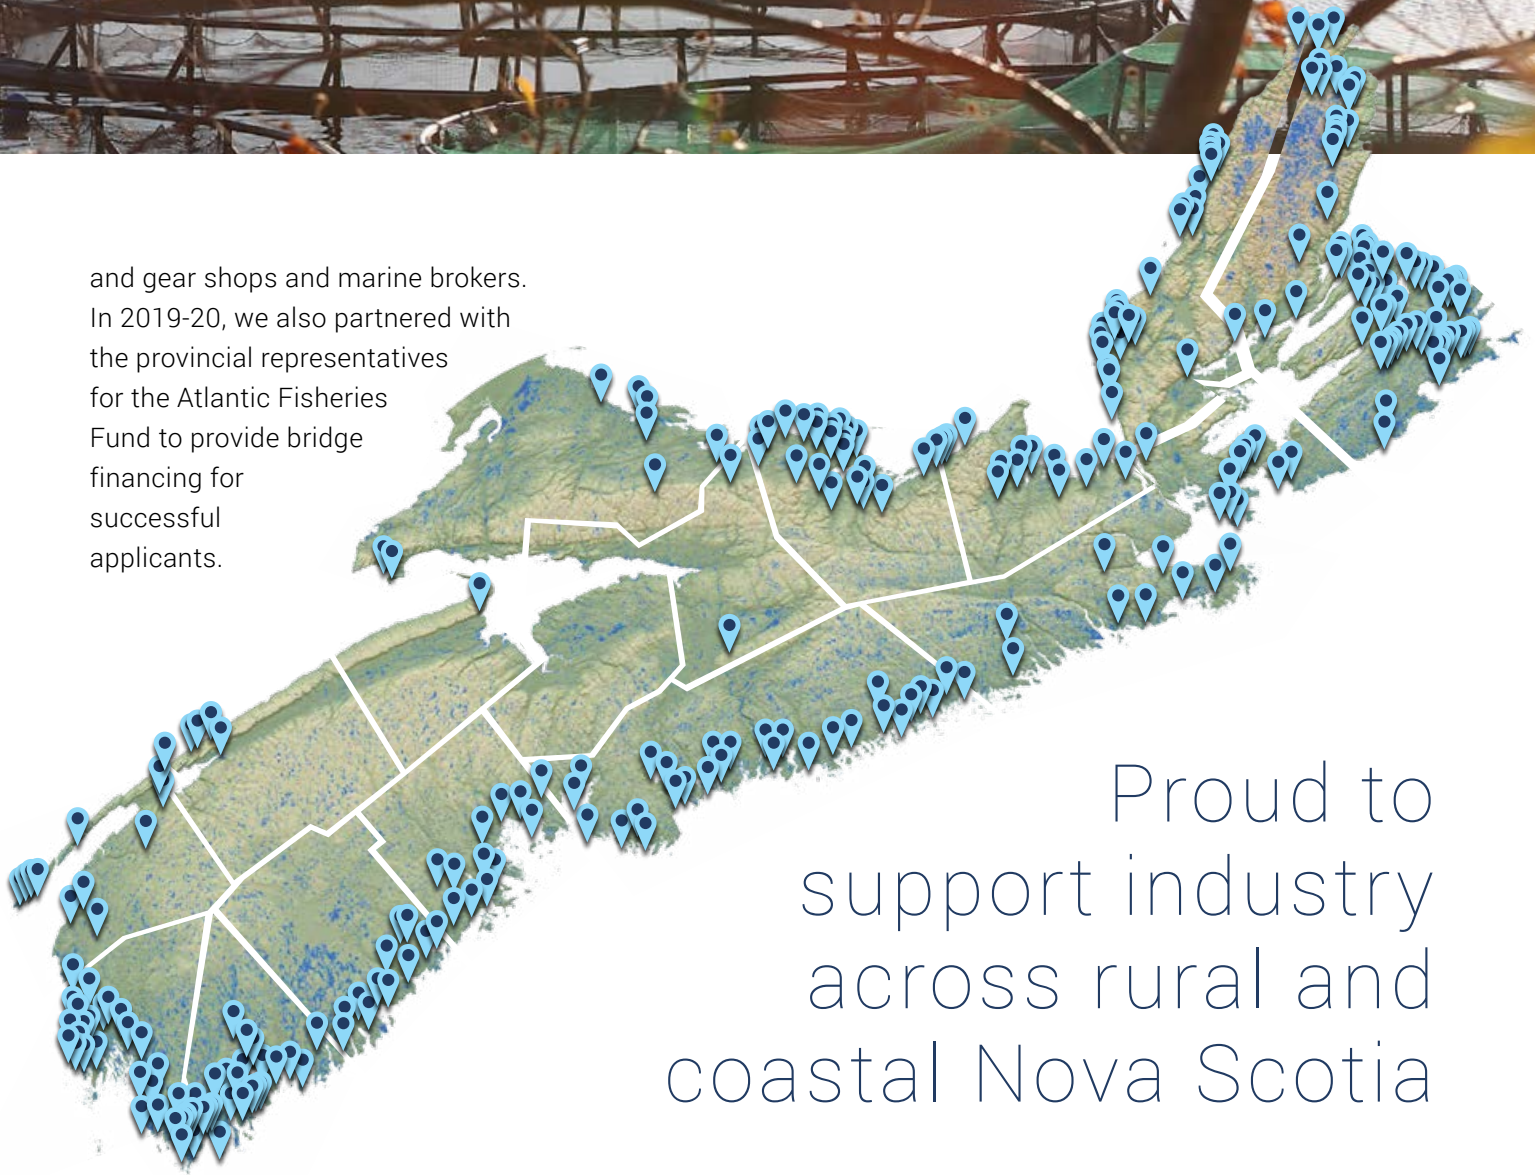 and gear shops and marine brokers.
In 2019-20, we also partnered with
the provincial representatives
for the Atlantic Fisheries
Fund to provide bridge
financing for
successful
applicants.
Proud to
support industry
across rural and
coastal Nova Scotia